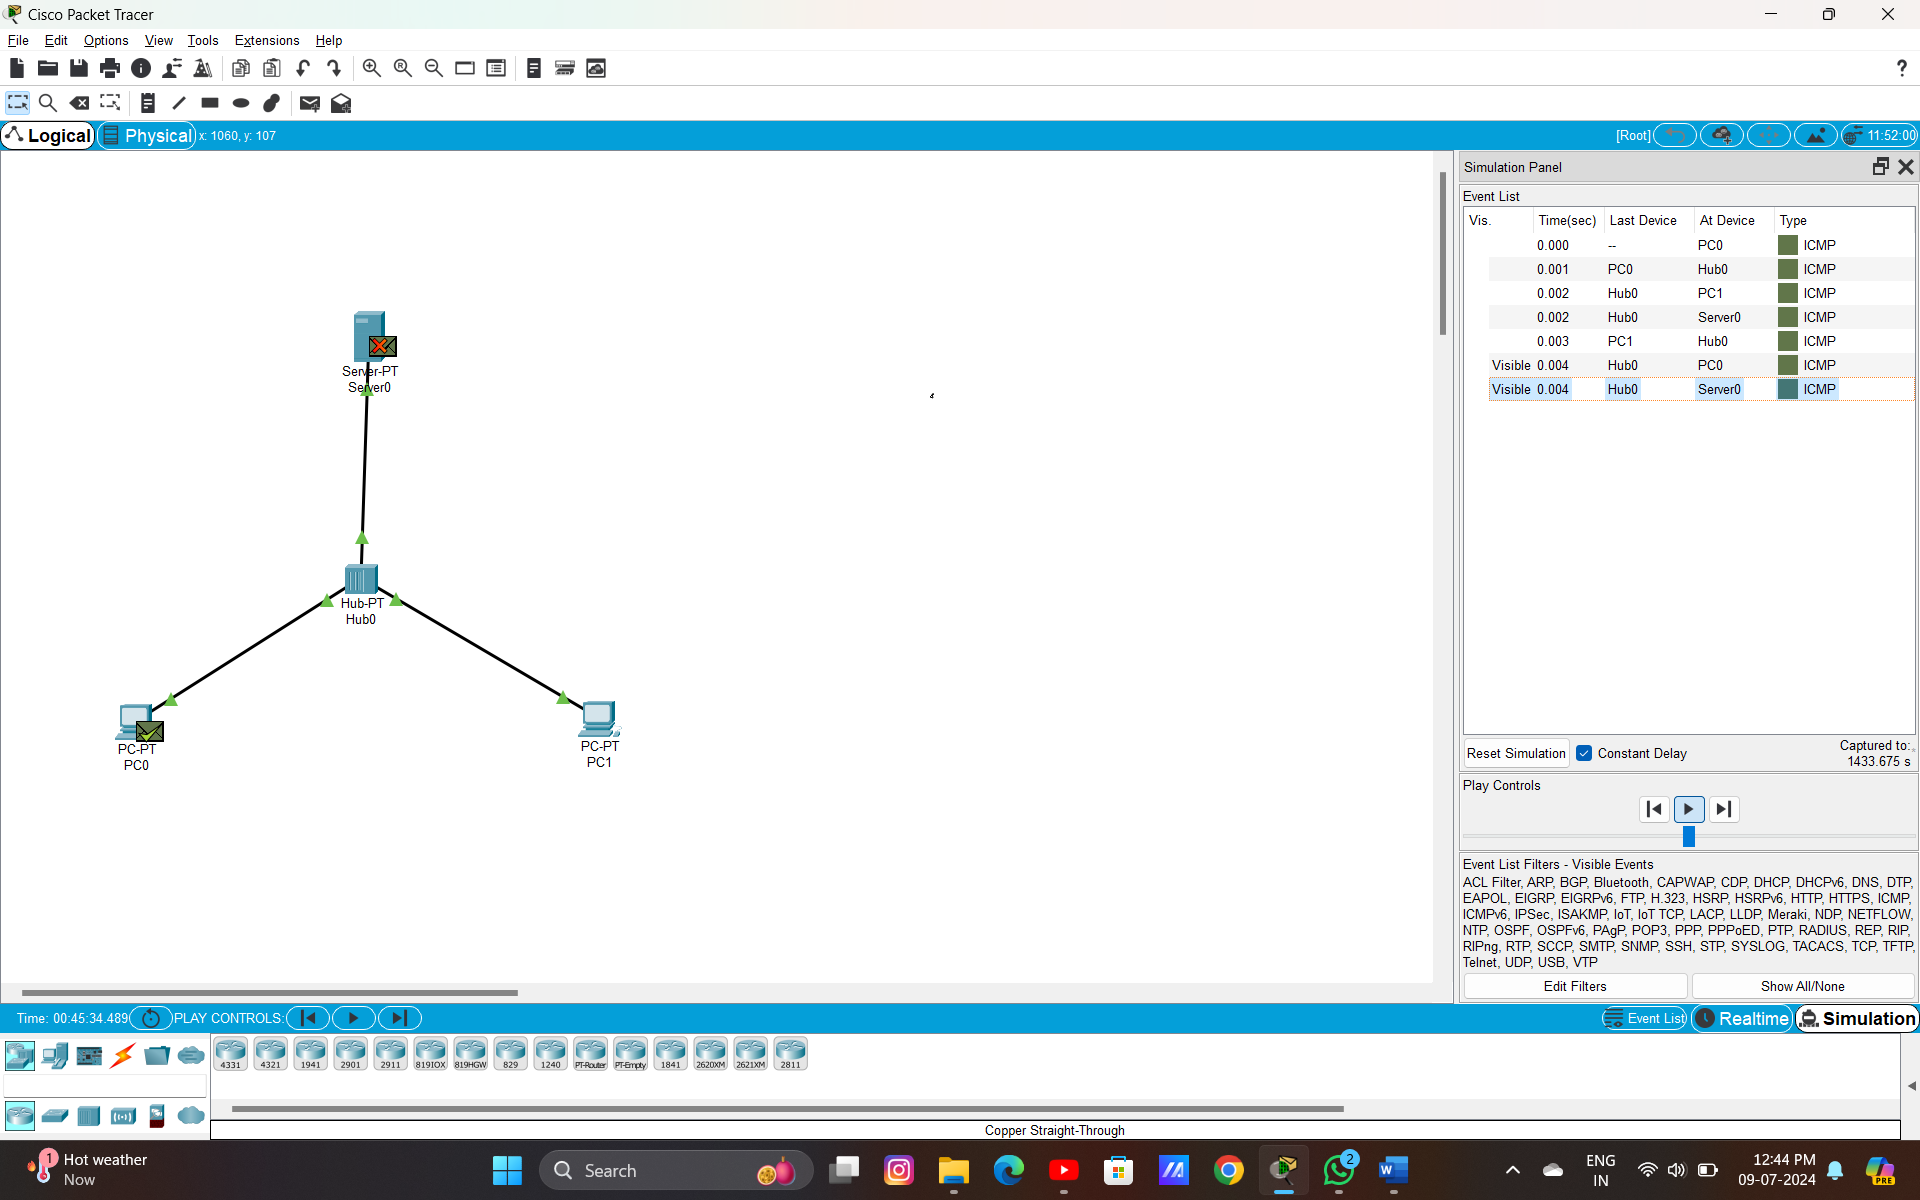 Cisco Packet Tracer
File Edit Options View Tools Extensions Help
Logical Physical x: 1060, y: 107 [Root] 11:52:00
Simulation Panel
Event List
Vis. Time(sec) Last Device At Device Type
0.000 -- PC0 ICMP
0.001 PC0 Hub0 ICMP
0.002 Hub0 PC1 ICMP
0.002 Hub0 Server0 ICMP
0.003 PC1 Hub0 ICMP
Visible 0.004 Hub0 PC0 ICMP
Visible 0.004 Hub0 Server0 ICMP
Server-PT
Server0
Hub-PT
Hub0
PC-PT
PC0
PC-PT
PC1
Reset Simulation Constant Delay Captured to:
1433.675 s
Play Controls
Event List Filters - Visible Events
ACL Filter, ARP, BGP, Bluetooth, CAPWAP, CDP, DHCP, DHCPv6, DNS, DTP,
EAPOL, EIGRP, EIGRPv6, FTP, H.323, HSRP, HSRPv6, HTTP, HTTPS, ICMP,
ICMPv6, IPSec, ISAKMP, IoT, IoT TCP, LACP, LLDP, Meraki, NDP, NETFLOW,
NTP, OSPF, OSPFv6, PAgP, POP3, PPP, PPPoED, PTP, RADIUS, REP, RIP,
RIPng, RTP, SCCP, SMTP, SNMP, SSH, STP, SYSLOG, TACACS, TCP, TFTP,
Telnet, UDP, USB, VTP
Edit Filters Show All/None
Time: 00:45:34.489 PLAY CONTROLS: Event List Realtime Simulation
4331 4321 1941 2901 2911 819IOX 819HGW 829 1240 PT-Router PT-Empty 1841 2620XM 2621XM 2811
Copper Straight-Through
1 Hot weather
Now
Search
2
ENG
IN
12:44 PM
09-07-2024
PRE